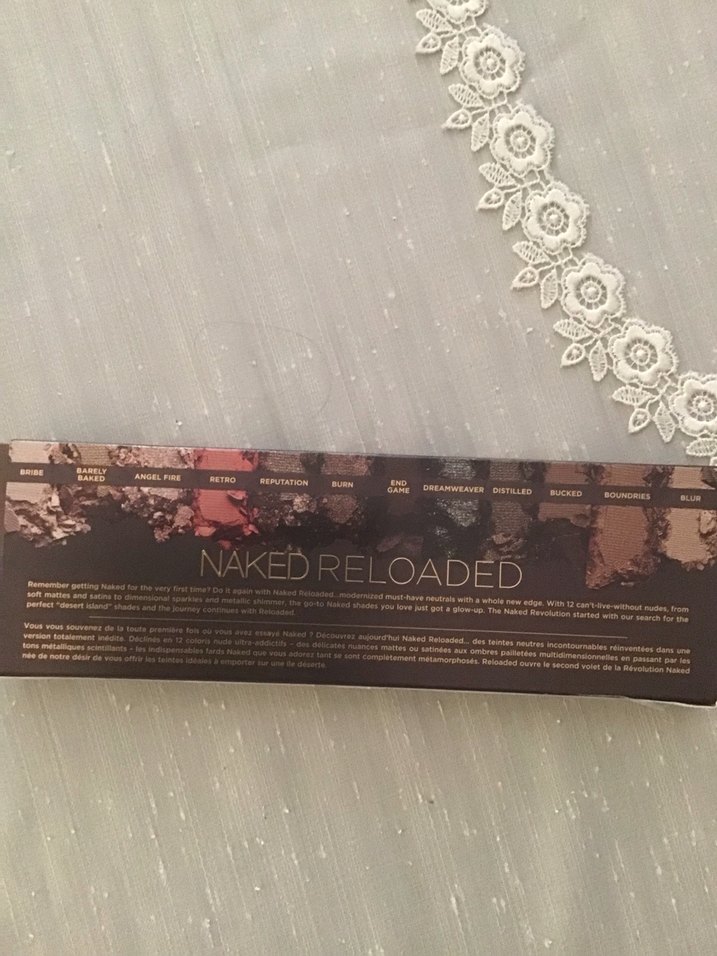 BRIBE BARELY BAKED ANGEL FIRE RETRO REPUTATION BURN END GAME DREAMWEAVER DISTILLED BUCKED BOUNDRIES BLUR
NAKED RELOADED
Remember getting Naked for the very first time? Do it again with Naked Reloaded...modernized must-have neutrals with a whole new edge. With 12 can't-live-without nudes, from
soft mattes and satins to dimensional sparkles and metallic shimmer, the go-to Naked shades you love just got a glow-up. The Naked Revolution started with our search for the
perfect "desert island" shades and the journey continues with Reloaded.
Vous vous souvenez de la toute première fois où vous avez essayé Naked ? Découvrez aujourd'hui Naked Reloaded... des teintes neutres incontournables réinventées dans une
version totalement inédite. Déclinés en 12 coloris nude ultra-addictifs – des délicates nuances mattes ou satinées aux ombres pailletées multidimensionnelles en passant par les
tons métalliques scintillants – les indispensables fards Naked que vous adorez tant se sont complètement métamorphosés. Reloaded ouvre le second volet de la Révolution Naked
née de notre désir de vous offrir les teintes idéales à emporter sur une île déserte.